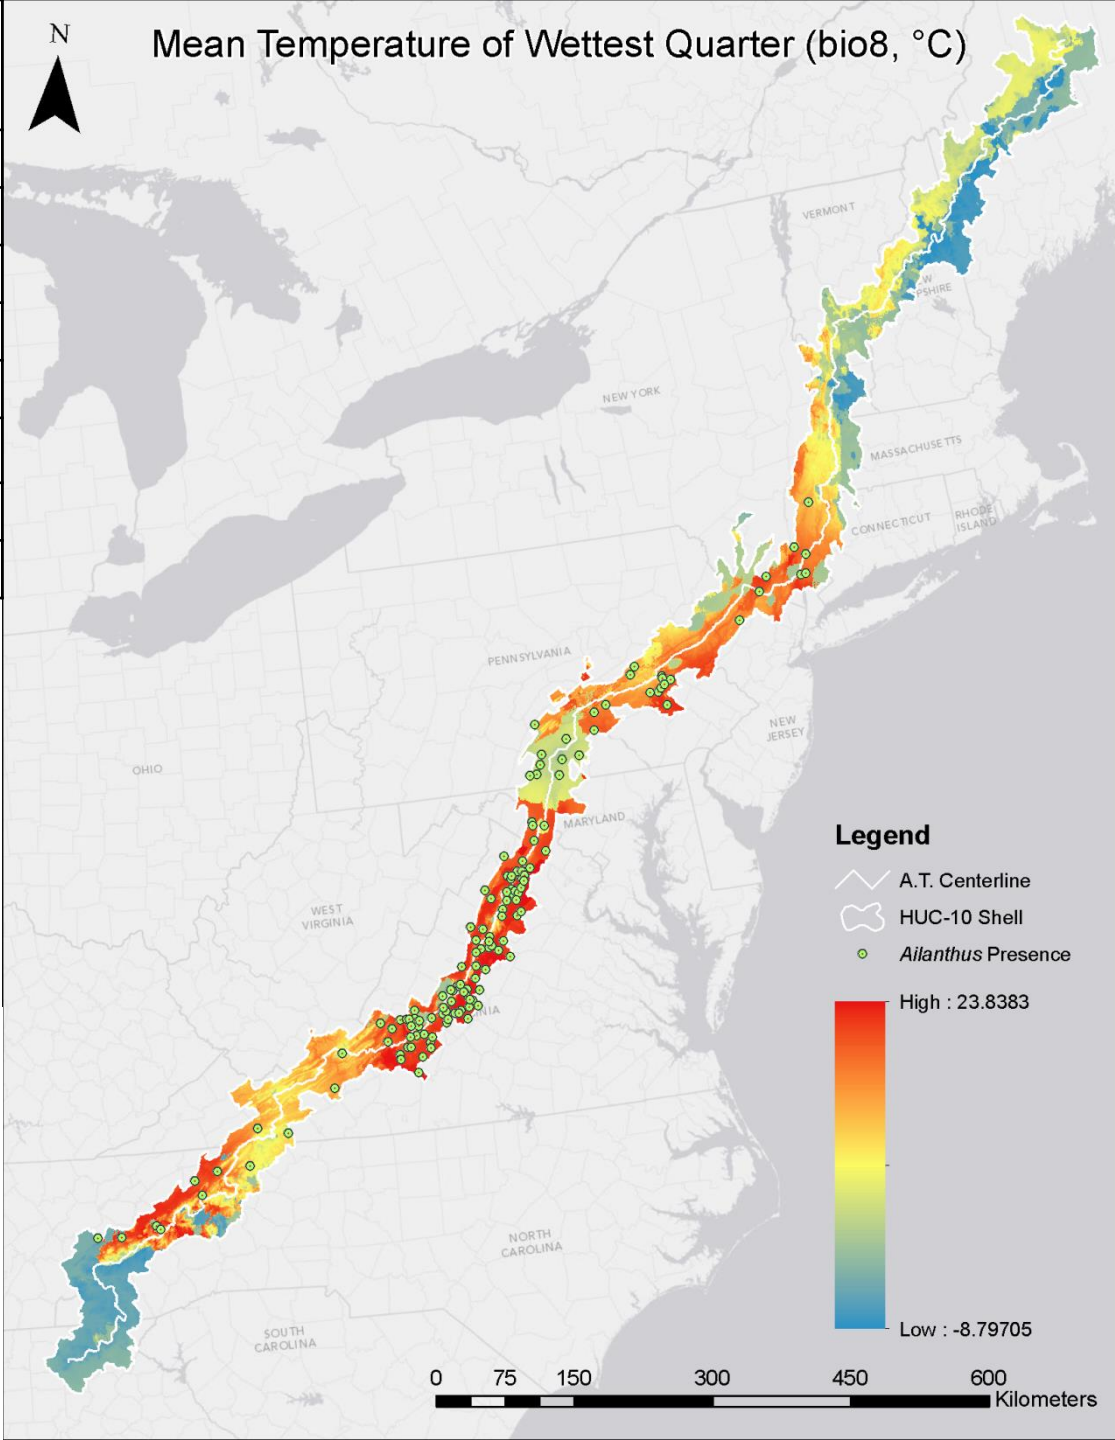 Mean Temperature of Wettest Quarter (bio8, °C)
N
VERMONT
W
PSHIRE
NEW YORK
MASSACHUSETTS
CONNECTICUT
RHODE
ISLAND
PENNSYLVANIA
NEW
JERSEY
OHIO
MARYLAND
WEST
VIRGINIA
NIA
NORTH
CAROLINA
SOUTH
CAROLINA
Legend
A.T. Centerline
HUC-10 Shell
Ailanthus Presence
High : 23.8383
Low : -8.79705
0 75 150 300 450 600
Kilometers